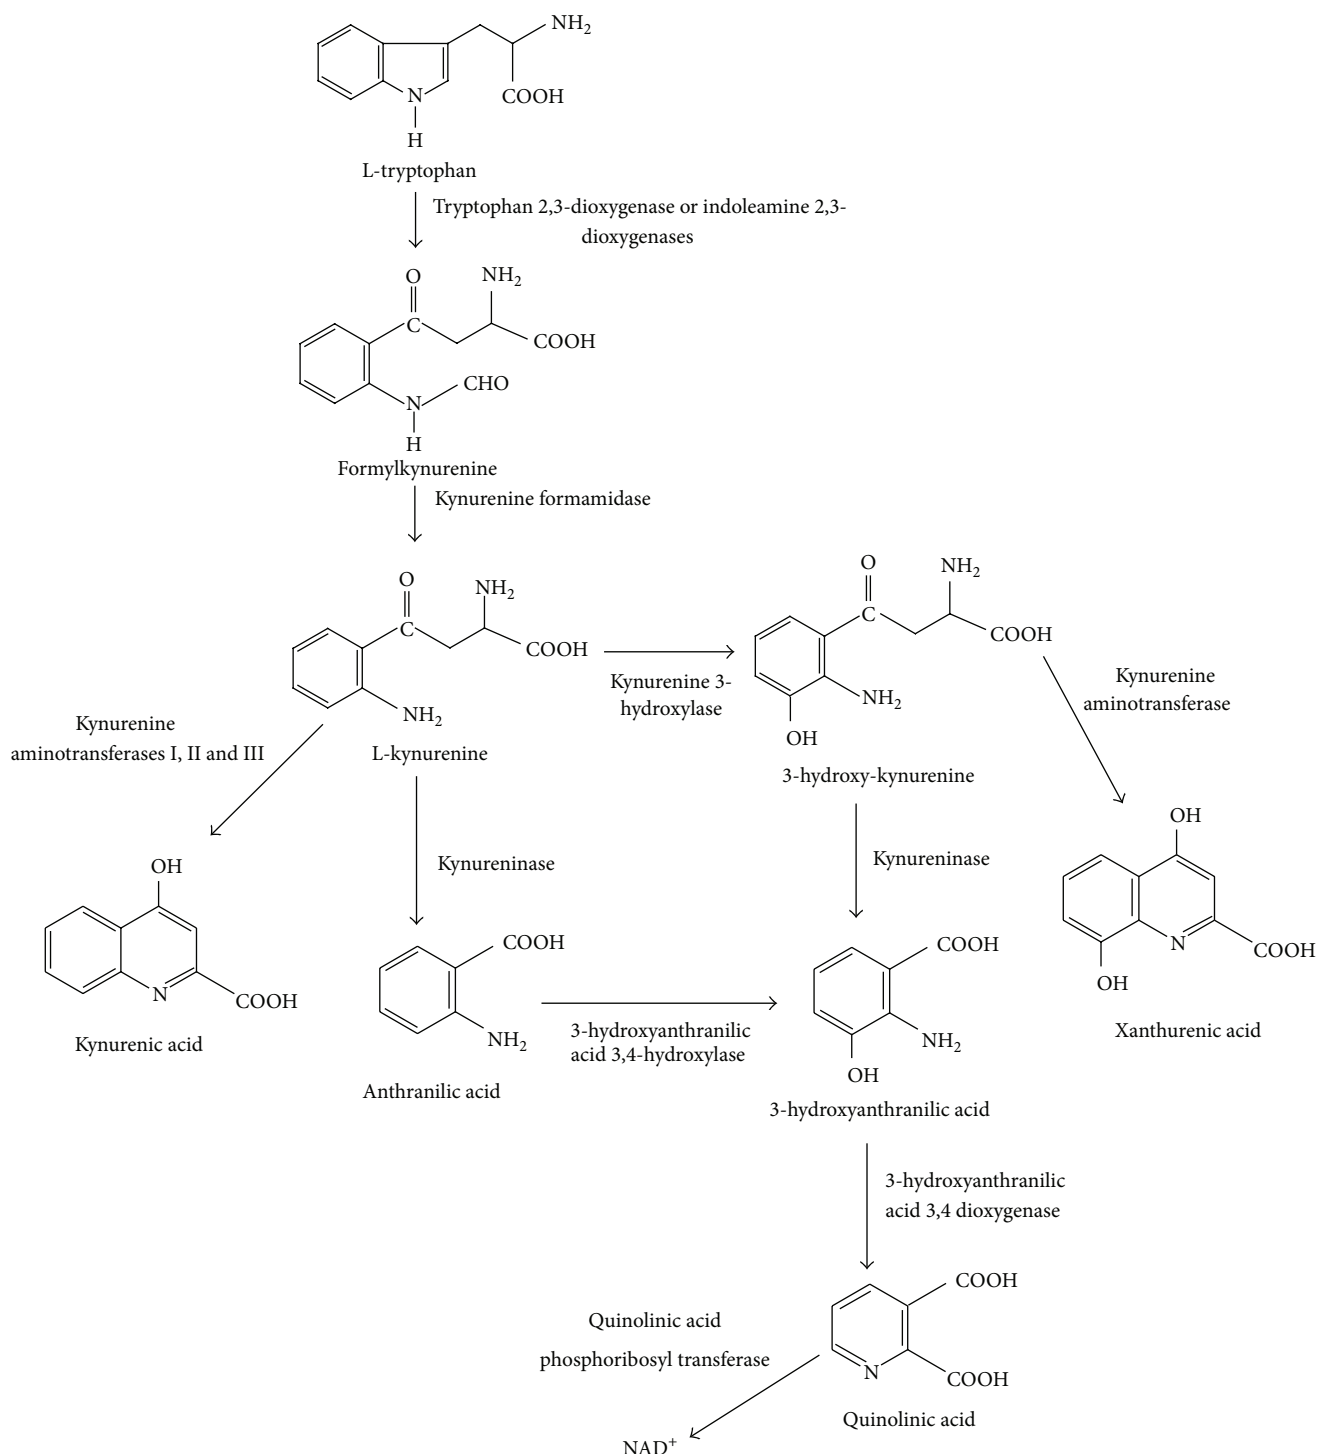 NH2
N
COOH
H
L-tryptophan
Tryptophan 2,3-dioxygenase or indoleamine 2,3-
dioxygenases
O
NH2
C
COOH
CHO
N
H
Formylkynurenine
Kynurenine formamidase
O
NH2
C
COOH
NH2
L-kynurenine
Kynurenine 3-
hydroxylase
O
NH2
C
COOH
NH2
OH
3-hydroxy-kynurenine
Kynurenine
aminotransferase
Kynurenine
aminotransferases I, II and III
OH
N
COOH
Kynurenic acid
Kynureninase
COOH
NH2
Anthranilic acid
3-hydroxyanthranilic
acid 3,4-hydroxylase
Kynureninase
COOH
NH2
OH
3-hydroxyanthranilic acid
OH
N
COOH
OH
Xanthurenic acid
3-hydroxyanthranilic
acid 3,4 dioxygenase
COOH
N
COOH
Quinolinic acid
Quinolinic acid
phosphoribosyl transferase
NAD+